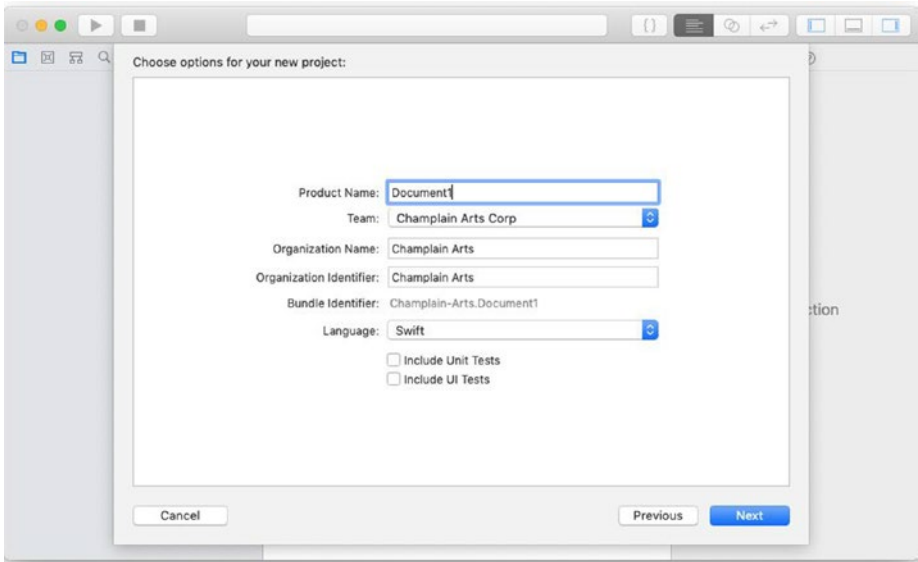 Choose options for your new project:
Product Name: Document1
Team: Champlain Arts Corp
Organization Name: Champlain Arts
Organization Identifier: Champlain Arts
Bundle Identifier: Champlain-Arts.Document1
Language: Swift
Include Unit Tests
Include UI Tests
ction
Cancel Previous Next